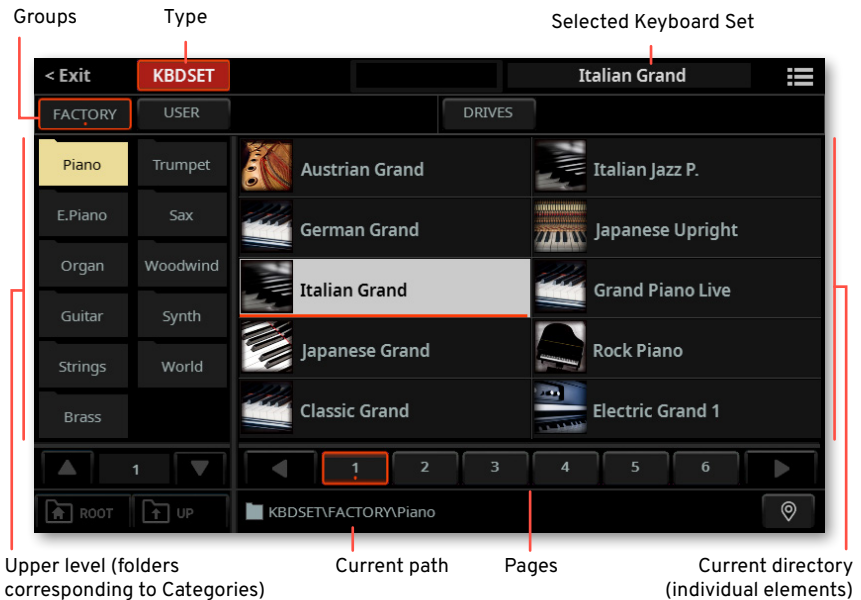 Groups
Type
Selected Keyboard Set
< Exit
KBDSET
Italian Grand
FACTORY
USER
DRIVES
Piano
Trumpet
E.Piano
Sax
Organ
Woodwind
Guitar
Synth
Strings
World
Brass
Austrian Grand
Italian Jazz P.
German Grand
Japanese Upright
Italian Grand
Grand Piano Live
Japanese Grand
Rock Piano
Classic Grand
Electric Grand 1
1
1
2
3
4
5
6
ROOT
UP
KBDSET\FACTORY\Piano
Upper level (folders
corresponding to Categories)
Current path
Pages
Current directory
(individual elements)